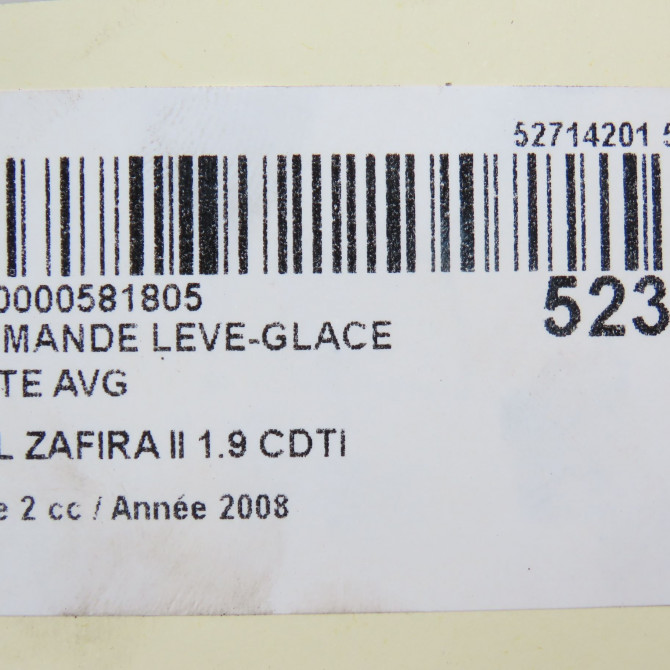 52714201 5
0000581805
523
MANDE LEVE-GLACE
TE AVG
L ZAFIRA II 1.9 CDTI
e 2 cc / Année 2008